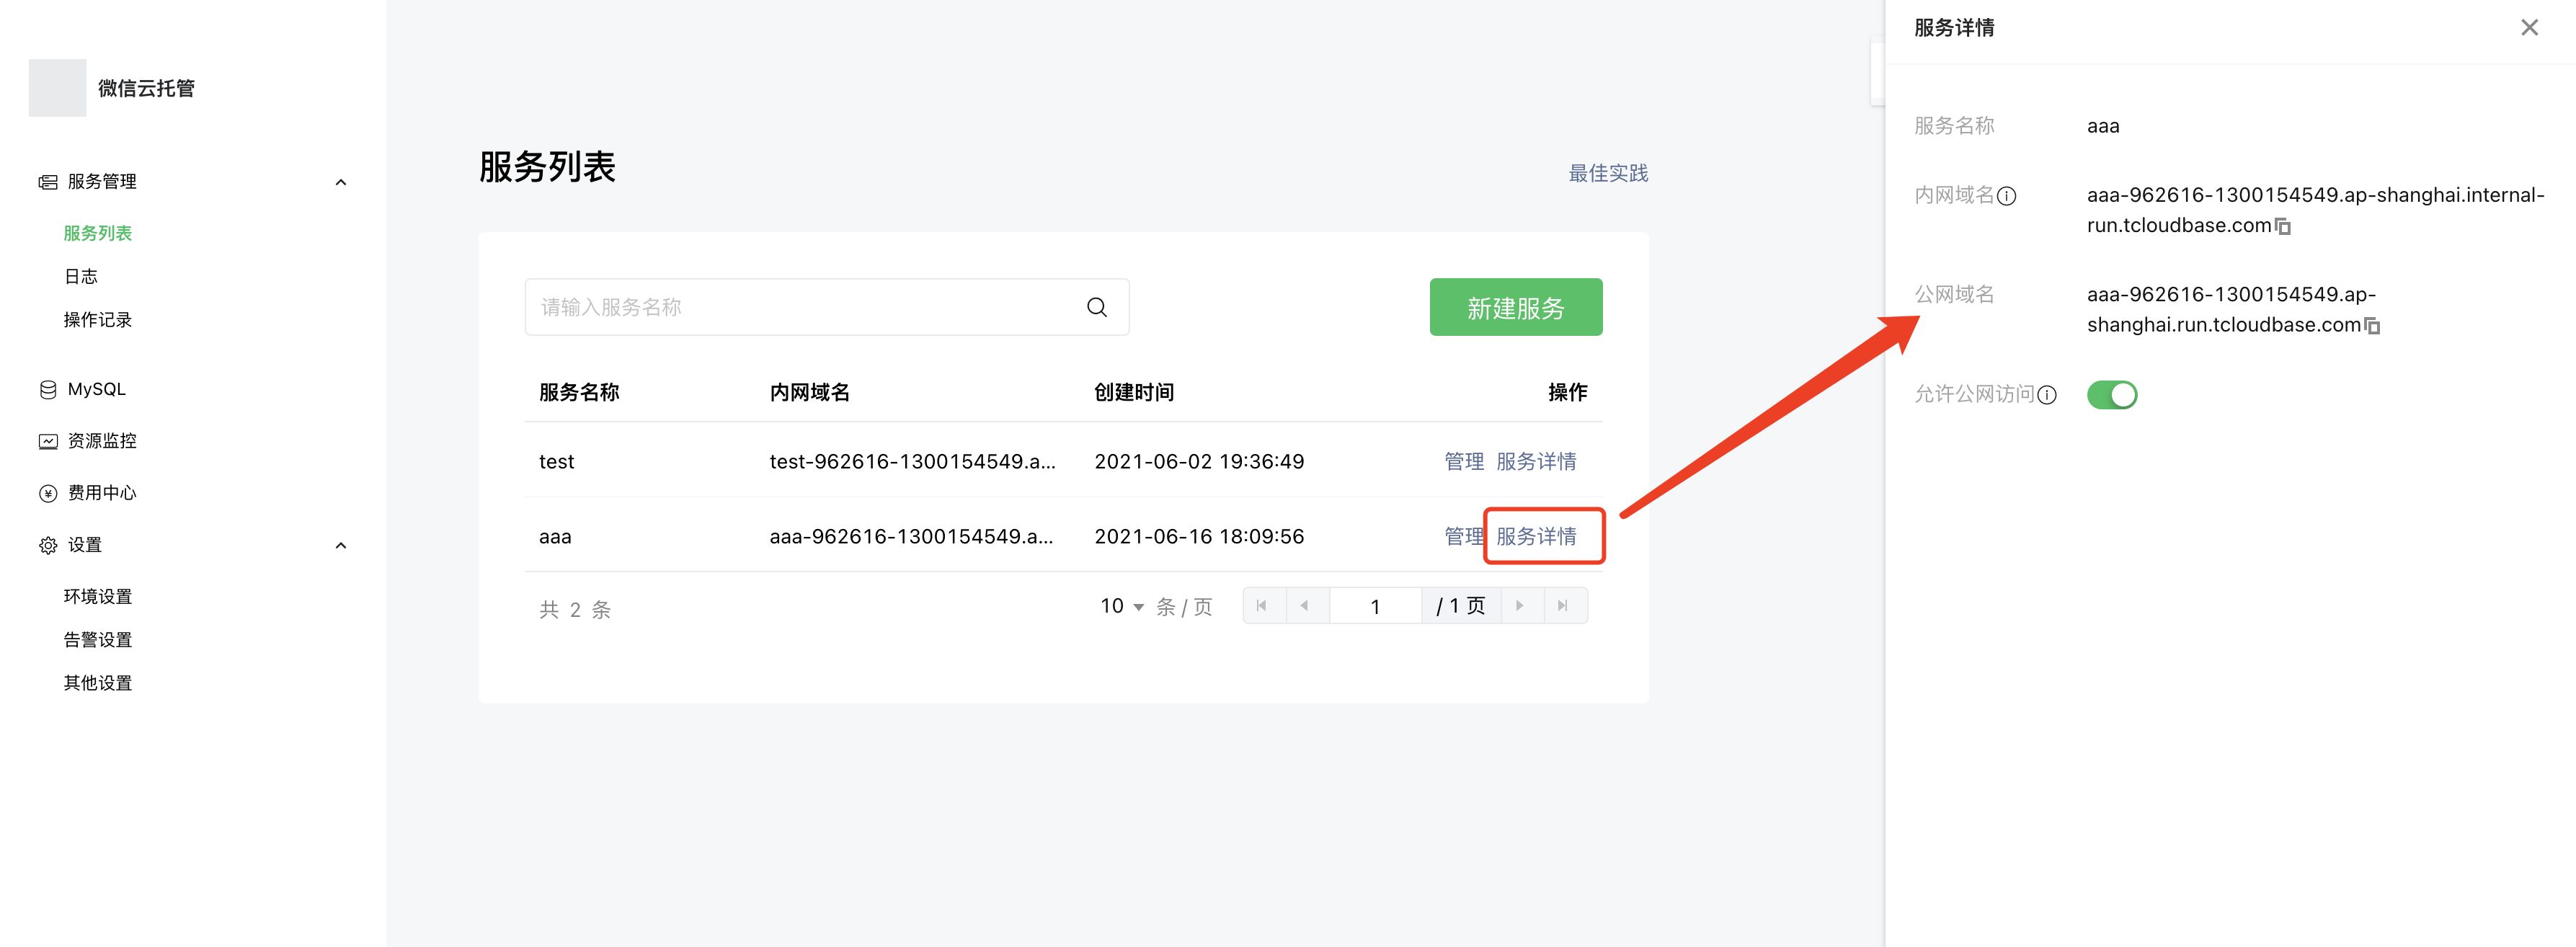 微信云托管
服务管理
服务列表
日志
操作记录
MySQL
资源监控
费用中心
设置
环境设置
告警设置
其他设置
服务列表
最佳实践
请输入服务名称
新建服务
服务名称 内网域名 创建时间 操作
test test-962616-1300154549.a... 2021-06-02 19:36:49 管理 服务详情
aaa aaa-962616-1300154549.a... 2021-06-16 18:09:56 管理 服务详情
共 2 条 10 条 / 页 1 / 1 页
服务详情
服务名称 aaa
内网域名 aaa-962616-1300154549.ap-shanghai.internal-
run.tcloudbase.com
公网域名 aaa-962616-1300154549.ap-
shanghai.run.tcloudbase.com
允许公网访问